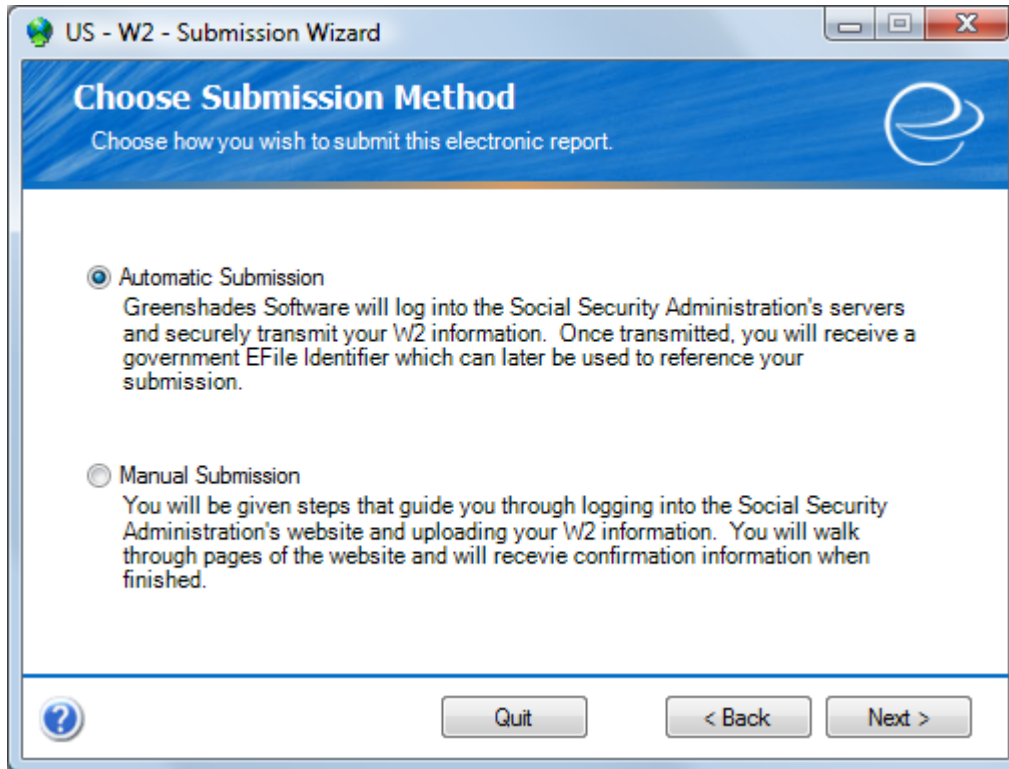 US - W2 - Submission Wizard
Choose Submission Method
Choose how you wish to submit this electronic report.
Automatic Submission
Greenshades Software will log into the Social Security Administration's servers
and securely transmit your W2 information.  Once transmitted, you will receive a
government EFile Identifier which can later be used to reference your
submission.
Manual Submission
You will be given steps that guide you through logging into the Social Security
Administration's website and uploading your W2 information.  You will walk
through pages of the website and will recevie confirmation information when
finished.
Quit
< Back
Next >